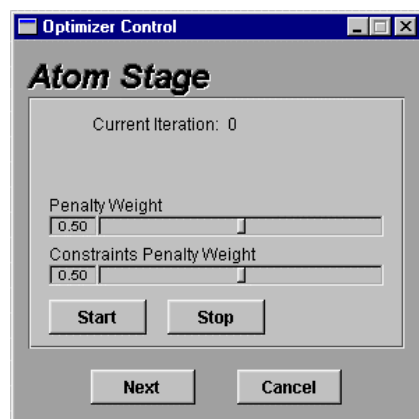 Optimizer Control
Atom Stage
Current Iteration: 0
Penalty Weight
0.50
Constraints Penalty Weight
0.50
Start Stop
Next Cancel